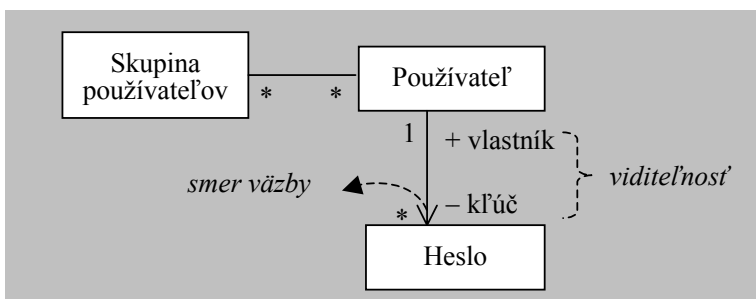 Skupina
používateľov
*
*
Používateľ
1
+ vlastník
smer väzby
viditeľnosť
– kľúč
*
Heslo